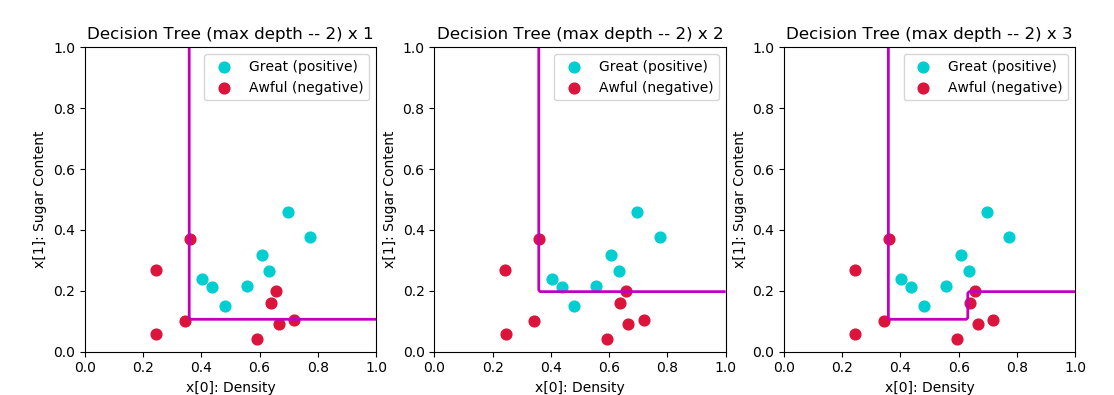 Decision Tree (max depth -- 2) x 1
Great (positive)
Awful (negative)
x[1]: Sugar Content
1.0
0.8
0.6
0.4
0.2
0.0
0.0 0.2 0.4 0.6 0.8 1.0
x[0]: Density
Decision Tree (max depth -- 2) x 2
Great (positive)
Awful (negative)
x[1]: Sugar Content
1.0
0.8
0.6
0.4
0.2
0.0
0.0 0.2 0.4 0.6 0.8 1.0
x[0]: Density
Decision Tree (max depth -- 2) x 3
Great (positive)
Awful (negative)
x[1]: Sugar Content
1.0
0.8
0.6
0.4
0.2
0.0
0.0 0.2 0.4 0.6 0.8 1.0
x[0]: Density